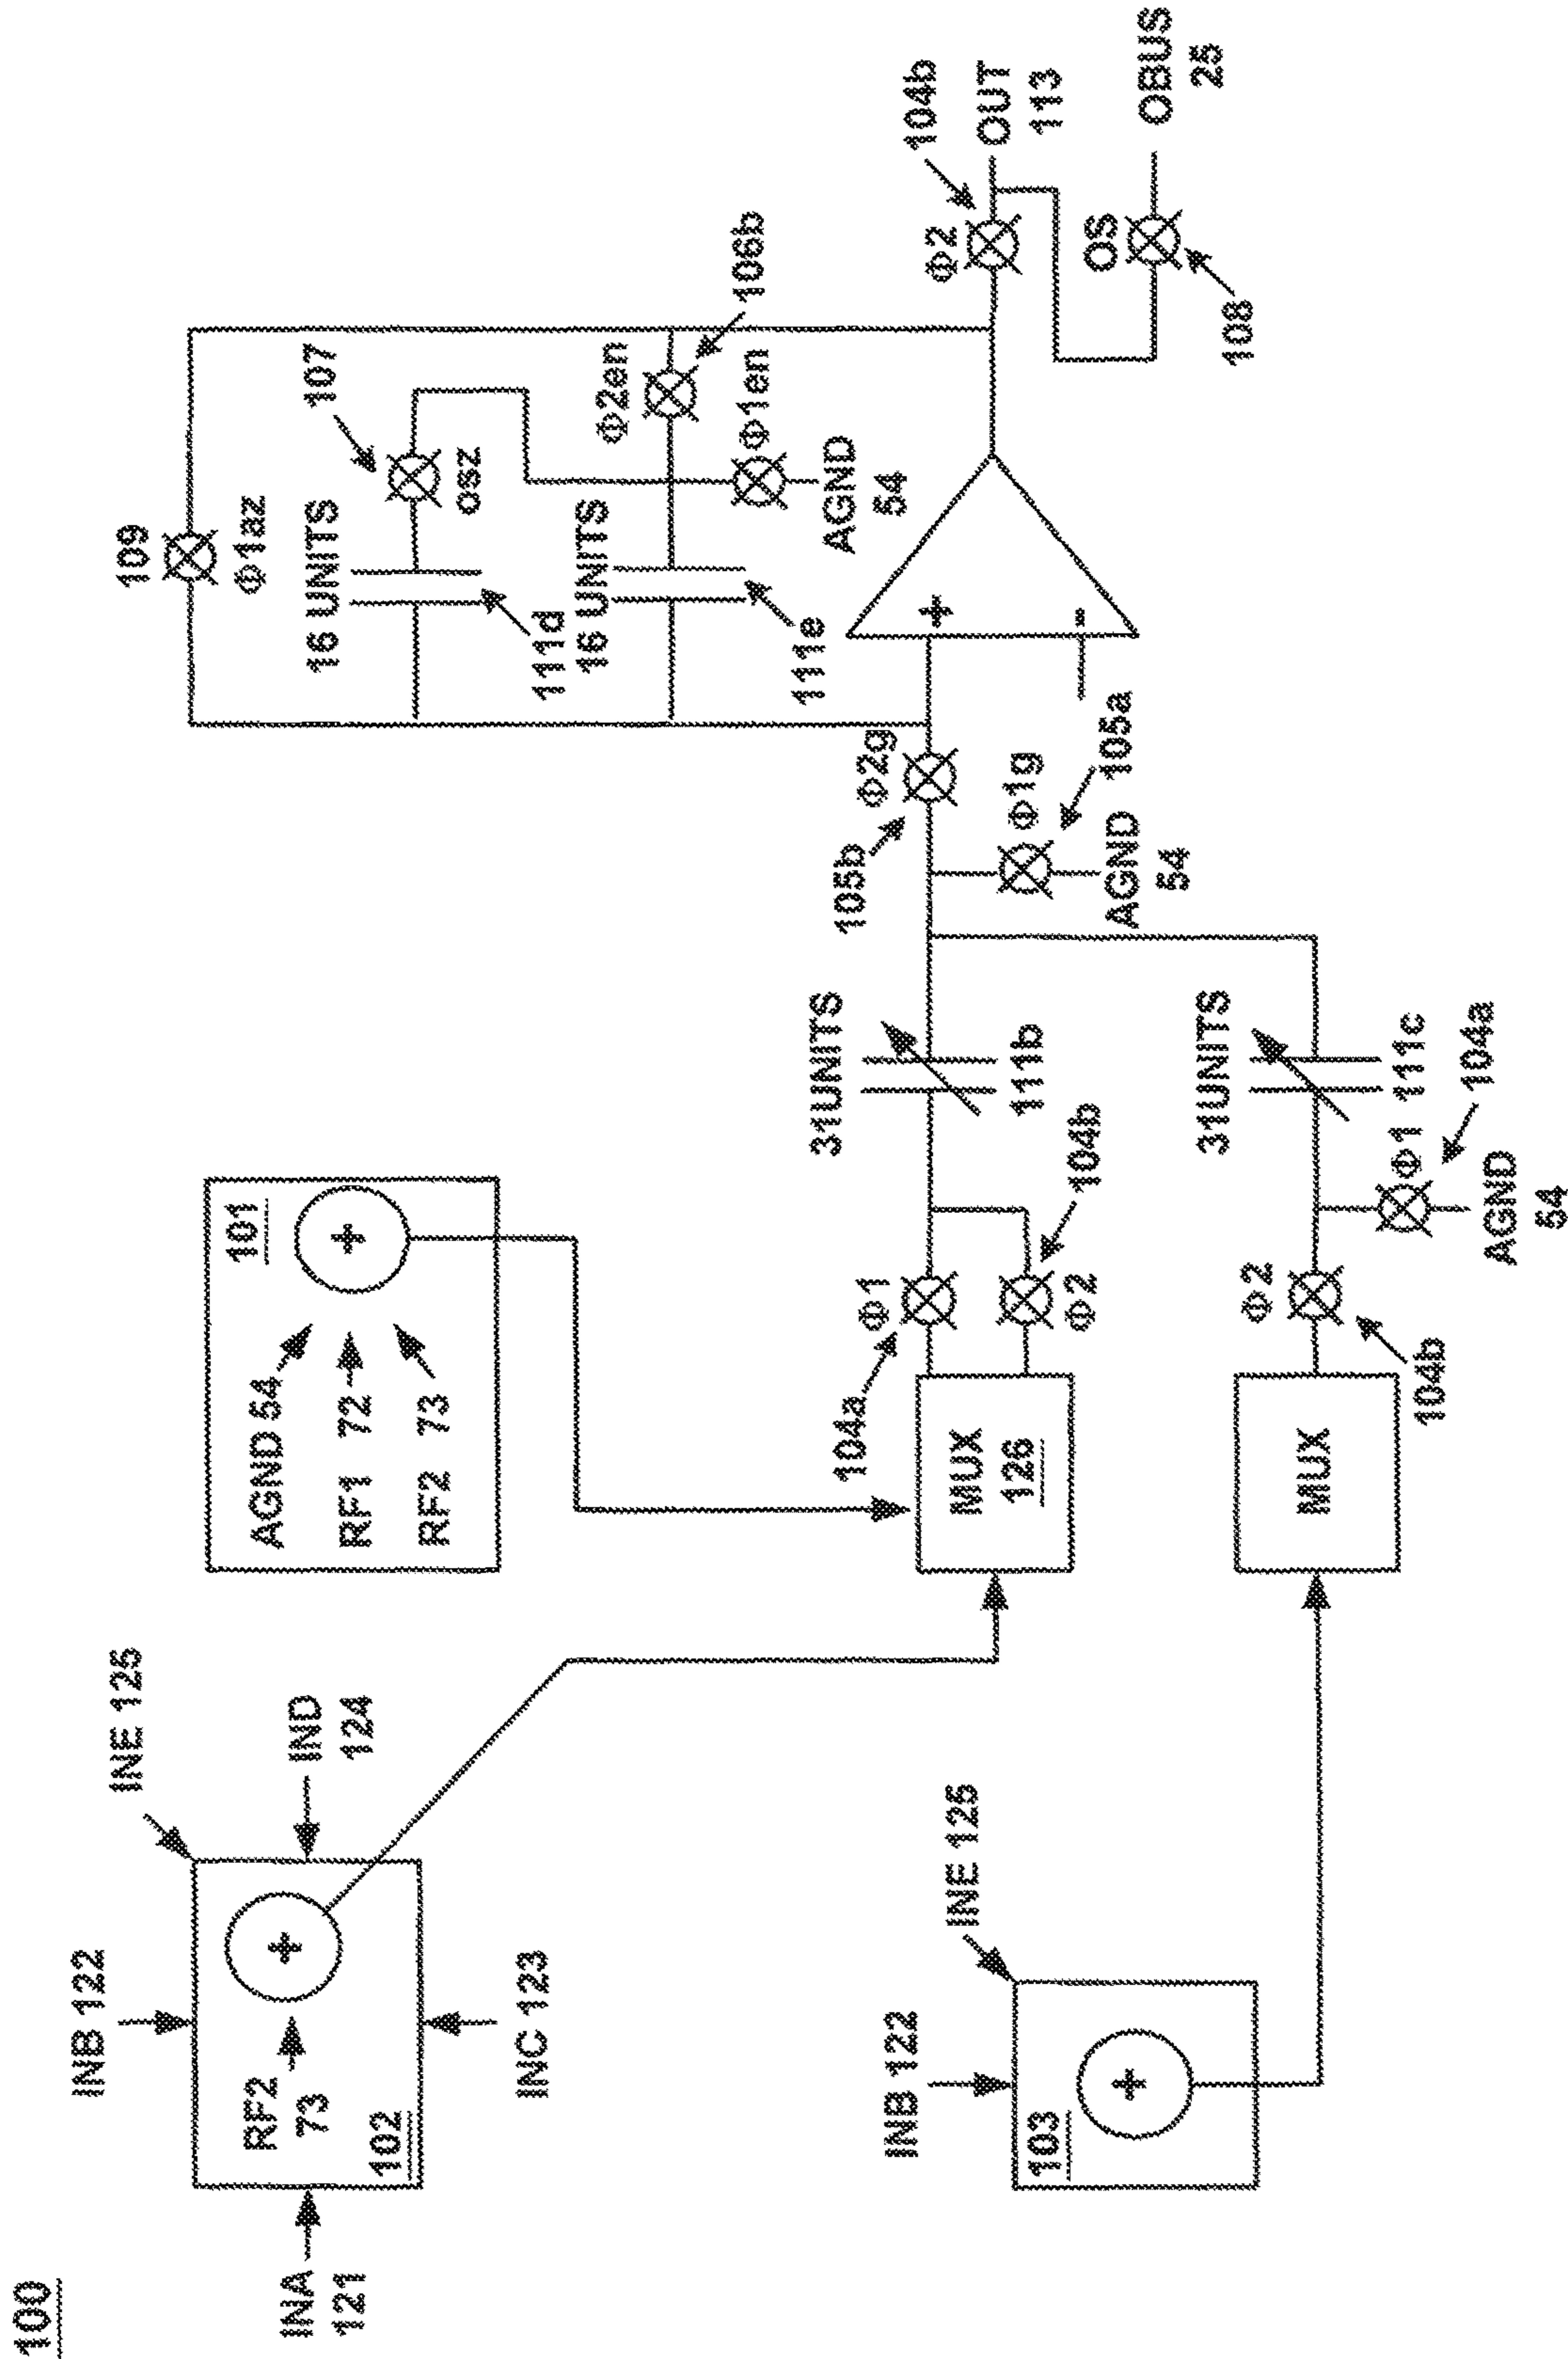 100
INA
121
INB 122
INE 125
IND
124
INC 123
RF2
73
102
AGND 54
RF1 72
RF2 73
101
INB 122
INE 125
103
MUX
126
MUX
104a
Φ1
Φ2
104b
Φ2
104b
31UNITS
111b
31UNITS
Φ1 111c
104a
AGND
54
105b
Φ2g
Φ1g
105a
AGND
54
109
Φ1az
16 UNITS
111d
107
osz
16 UNITS
111e
Φ2en
106b
Φ1en
AGND
54
+
-
Φ2
104b
OUT
113
OS
108
OBUS
25
+
+
+